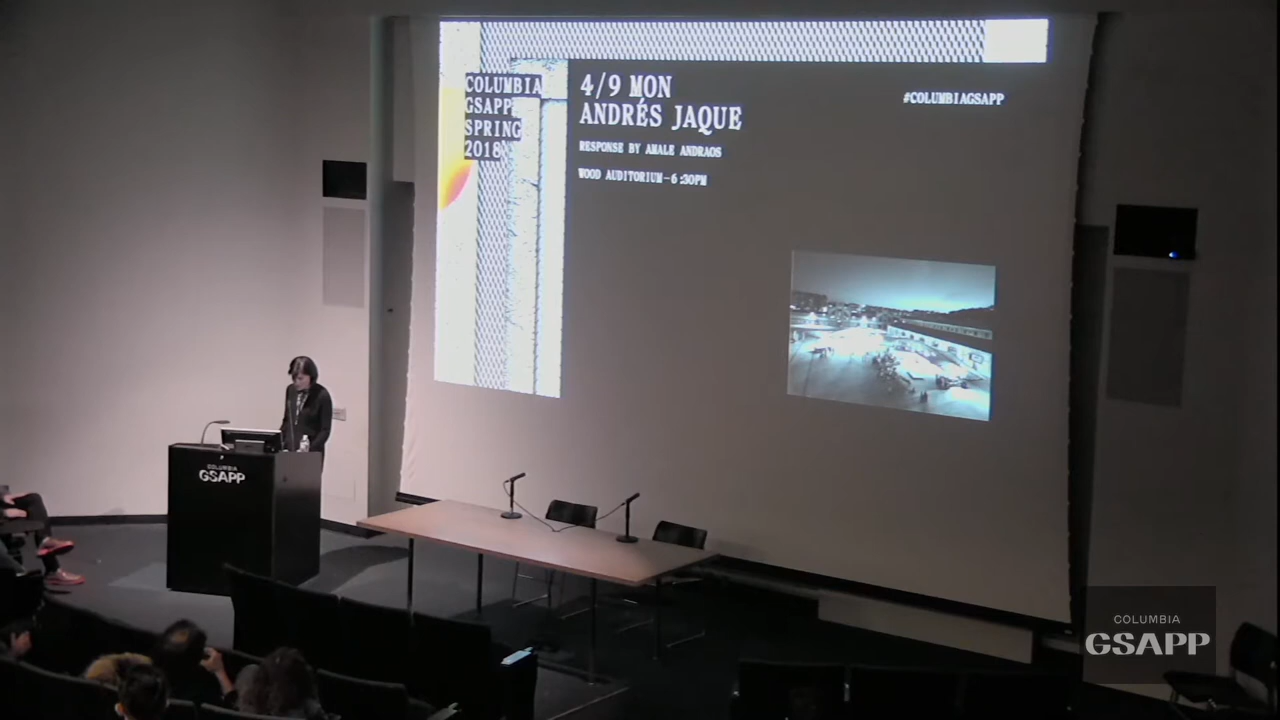 COLUMBIA
GSAPP
SPRING
2018
4/9 MON
ANDRÉS JAQUE
RESPONSE BY AMALE ANDRAOS
WOOD AUDITORIUM-6:30PM
#COLUMBIAGSAPP
COLUMBIA
GSAPP
COLUMBIA
GSAPP